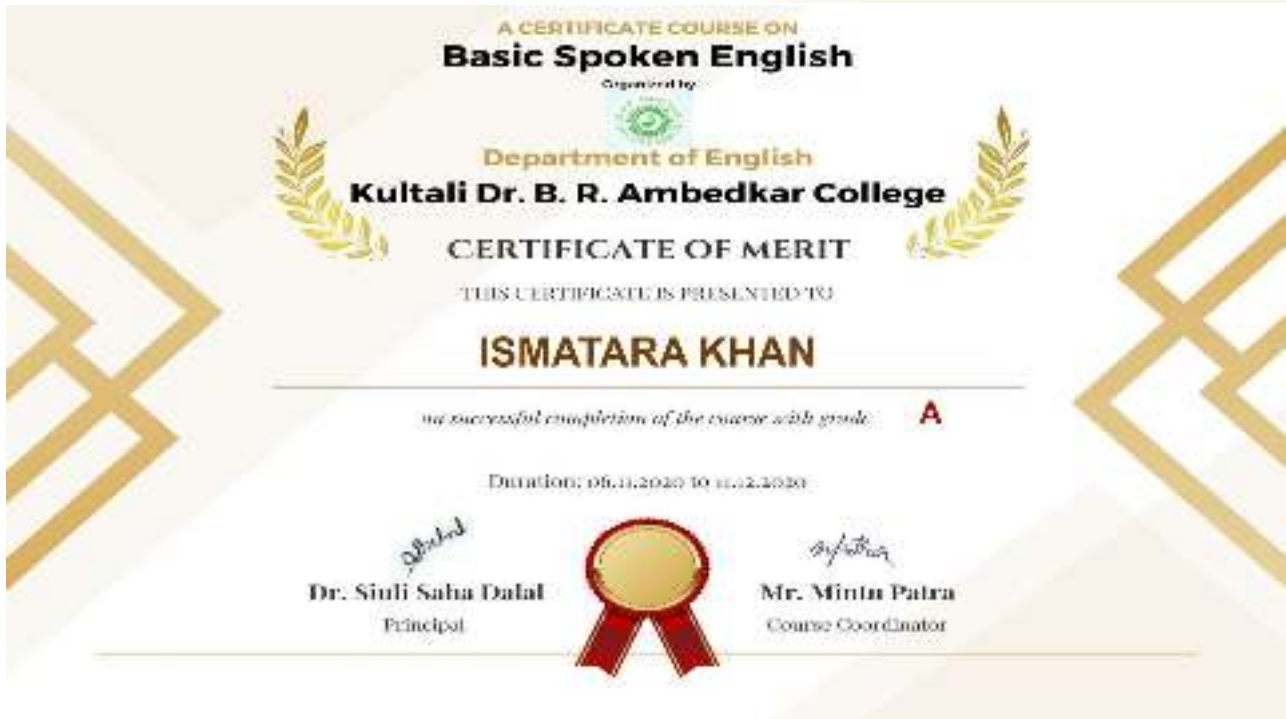 A CERTIFICATE COURSE ON
Basic Spoken English
Organized by
Department of English
Kultali Dr. B. R. Ambedkar College
CERTIFICATE OF MERIT
THIS CERTIFICATE IS PRESENTED TO
ISMATARA KHAN
on successful completion of the course with grade A
Duration: 06.11.2020 to 11.12.2020
Dr. Siuli Saha Dalal
Mr. Mintu Patra
Principal
Course Coordinator